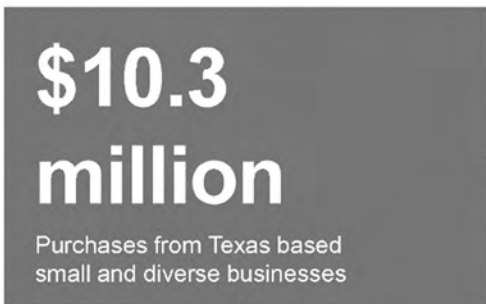 $10.3
million
Purchases from Texas based
small and diverse businesses